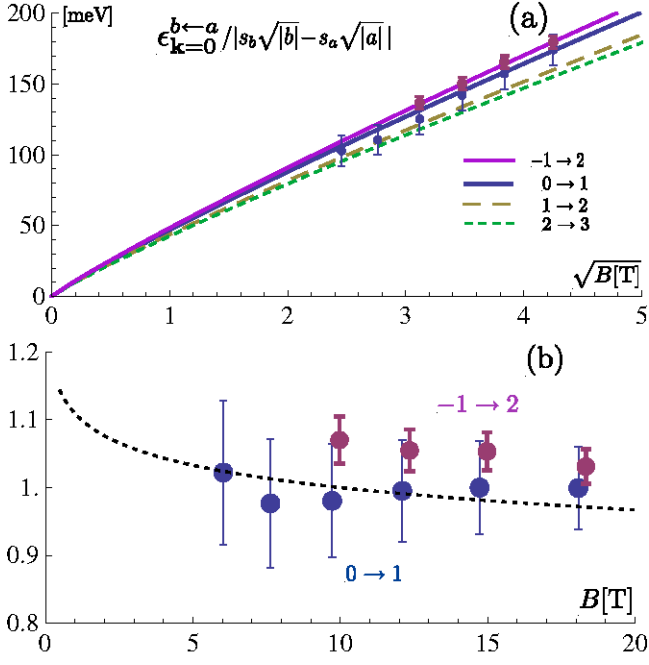 200 [meV] (a)
ϵ_{k=0}^{b←a}/|s_b√|b|−s_a√|a||
150
100
−1→2
0→1
50
1→2
2→3
√B[T]
0
0 1 2 3 4 5
1.2
(b)
1.1
−1→2
1.
0.9
0→1
B[T]
0.8
0 5 10 15 20